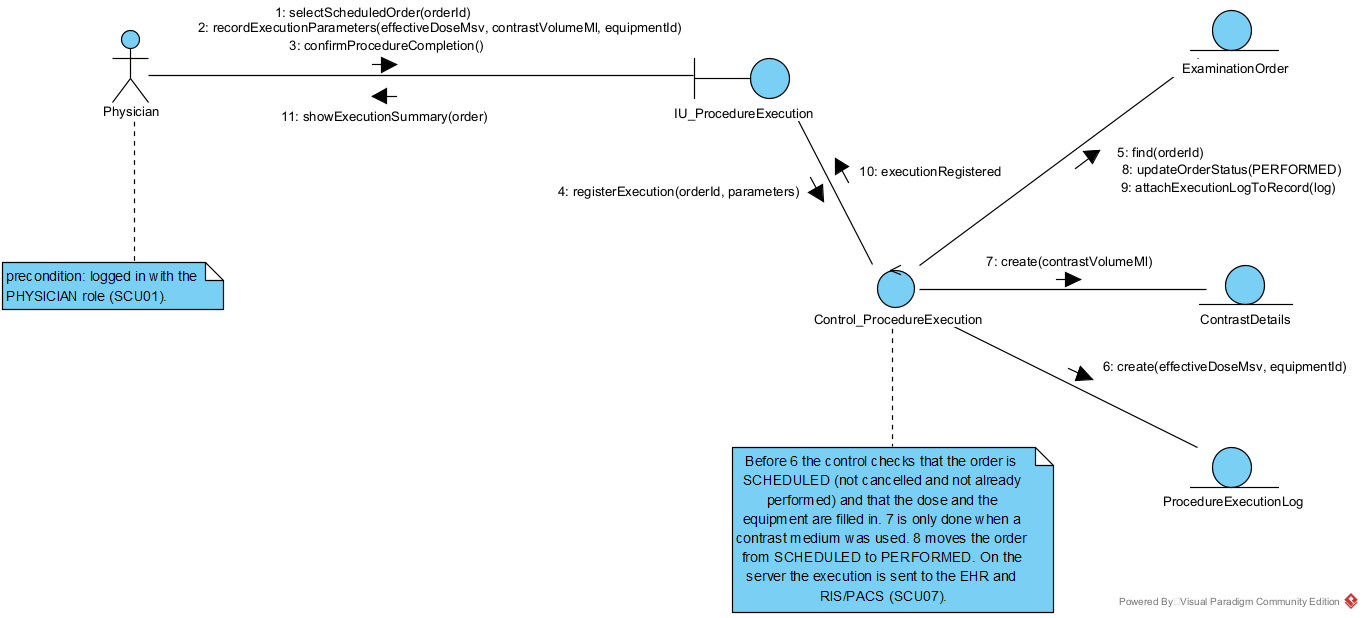 1: selectScheduledOrder(orderId)
2: recordExecutionParameters(effectiveDoseMsv, contrastVolumeMl, equipmentId)
3: confirmProcedureCompletion()
11: showExecutionSummary(order)
Physician
IU_ProcedureExecution
ExaminationOrder
5: find(orderId)
8: updateOrderStatus(PERFORMED)
9: attachExecutionLogToRecord(log)
10: executionRegistered
4: registerExecution(orderId, parameters)
precondition: logged in with the
PHYSICIAN role (SCU01).
7: create(contrastVolumeMl)
Control_ProcedureExecution
ContrastDetails
6: create(effectiveDoseMsv, equipmentId)
ProcedureExecutionLog
Before 6 the control checks that the order is
SCHEDULED (not cancelled and not already
performed) and that the dose and the
equipment are filled in. 7 is only done when a
contrast medium was used. 8 moves the order
from SCHEDULED to PERFORMED. On the
server the execution is sent to the EHR and
RIS/PACS (SCU07).
Powered By Visual Paradigm Community Edition